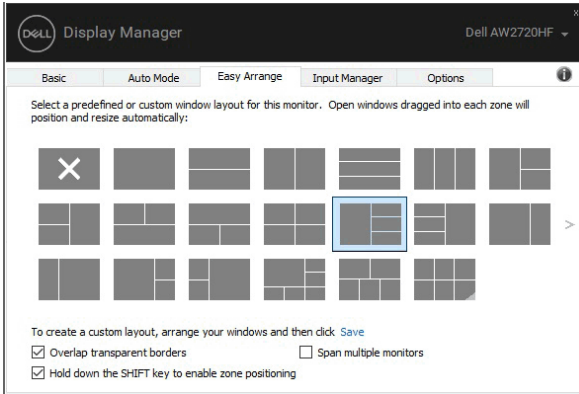 DELL Display Manager Dell AW2720HF
Basic Auto Mode Easy Arrange Input Manager Options
Select a predefined or custom window layout for this monitor. Open windows dragged into each zone will
position and resize automatically:
To create a custom layout, arrange your windows and then click Save
Overlap transparent borders Span multiple monitors
Hold down the SHIFT key to enable zone positioning